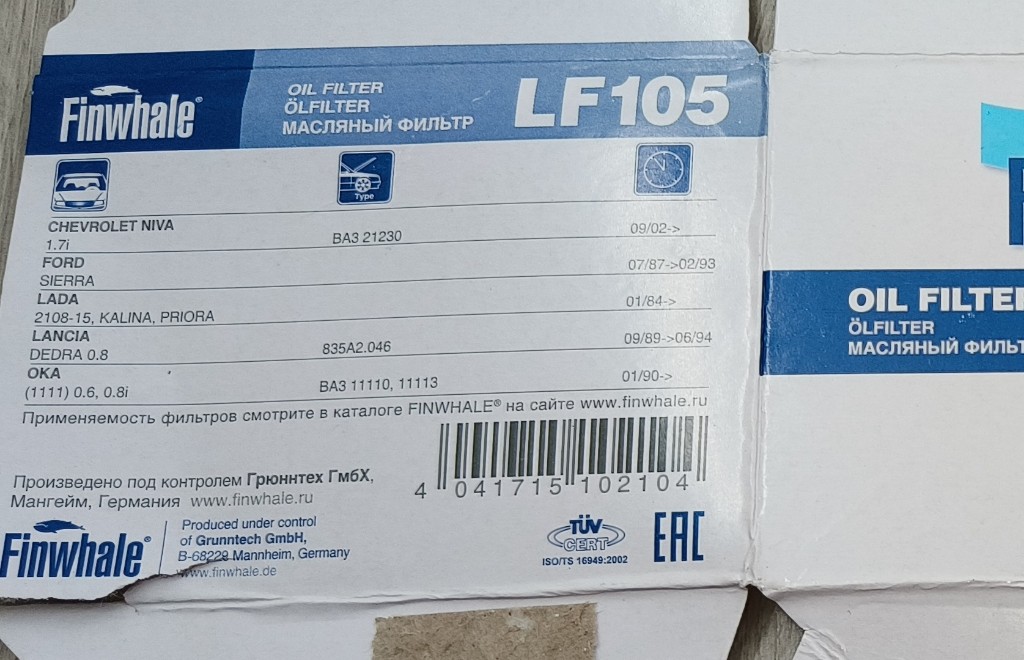 Finwhale®
OIL FILTER
ÖLFILTER
МАСЛЯНЫЙ ФИЛЬТР
LF105
Type
CHEVROLET NIVA
1.7i ВАЗ 21230 09/02->
FORD
SIERRA 07/87->02/93
LADA
2108-15, KALINA, PRIORA 01/84->
LANCIA
DEDRA 0.8 835A2.046 09/89->06/94
OKA
(1111) 0.6, 0.8i ВАЗ 11110, 11113 01/90->
Применяемость фильтров смотрите в каталоге FINWHALE® на сайте www.finwhale.ru
4 041715 102104
Произведено под контролем Грюннтех ГмбХ,
Мангейм, Германия www.finwhale.ru
Finwhale®
Produced under control
of Grunntech GmbH,
B-68229 Mannheim, Germany
www.finwhale.de
TÜV
CERT
ISO/TS 16949:2002
EAC
OIL FILTE
ÖLFILTER
МАСЛЯНЫЙ ФИЛЬТ